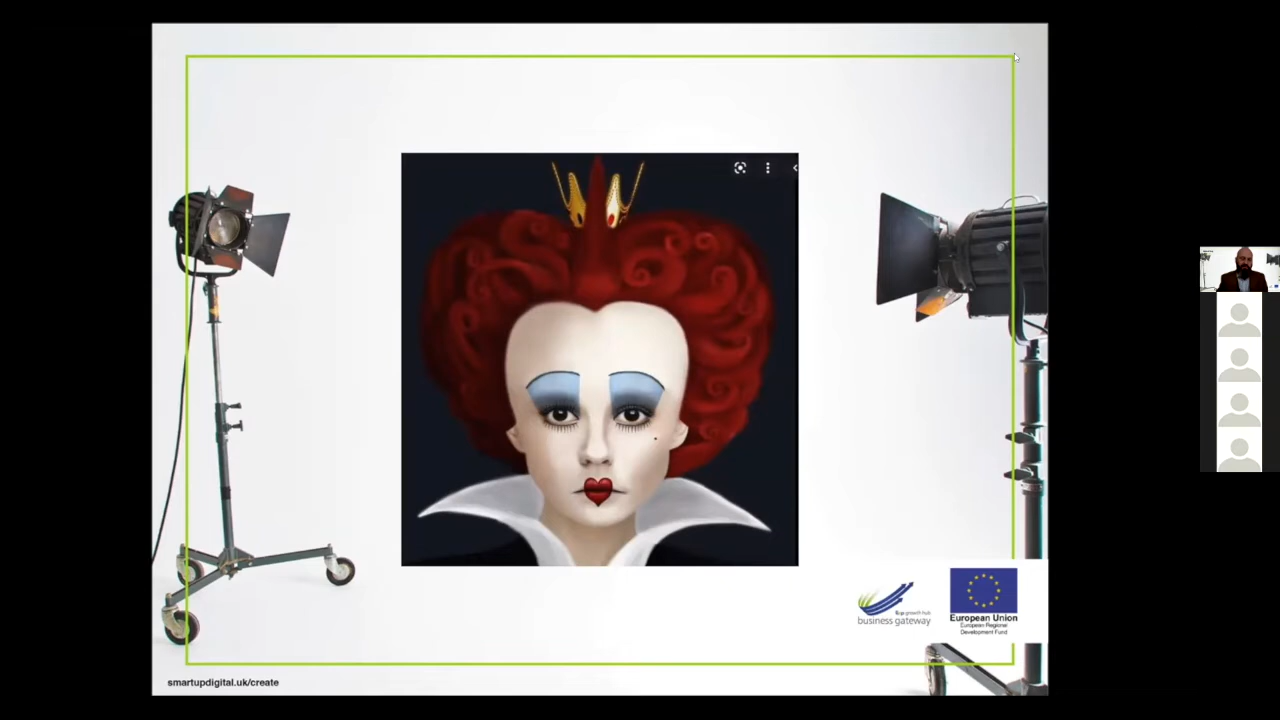 business gateway
European Union
European Regional
Development Fund
smartupdigital.uk/create